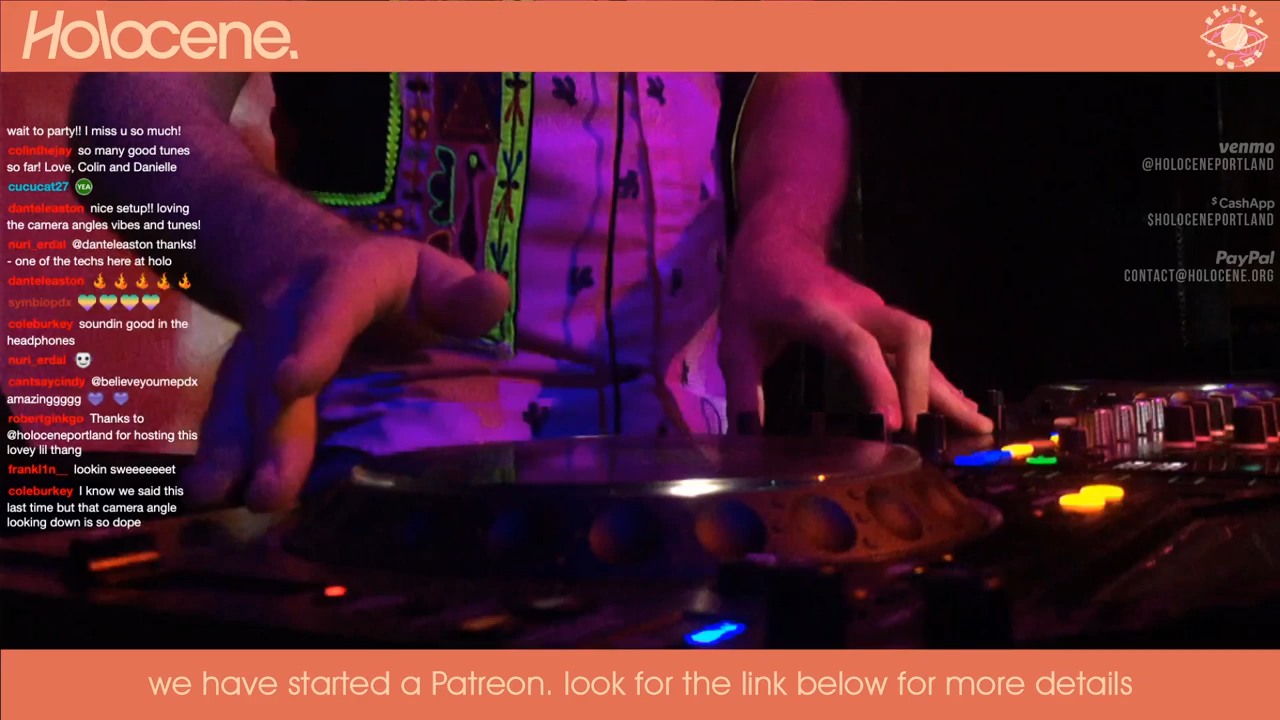 Holocene.
BELIEVE
wait to party!! I miss u so much!
colinthejay so many good tunes
so far! Love, Colin and Danielle
cucucat27 YEA
danteleaston nice setup!! loving
the camera angles vibes and tunes!
nuri_erdal @danteleaston thanks!
- one of the techs here at holo
danteleaston
symbiopdx
coleburkey soundin good in the
headphones
nuri_erdal
cantsaycindy @believeyoumepdx
amazinggggg
robertginkgo Thanks to
@holoceneportland for hosting this
lovey lil thang
frankl1n__ lookin sweeeeeeet
coleburkey I know we said this
last time but that camera angle
looking down is so dope
venmo
@HOLOCENEPORTLAND
$CashApp
$HOLOCENEPORTLAND
PayPal
CONTACT@HOLOCENE.ORG
we have started a Patreon. look for the link below for more details